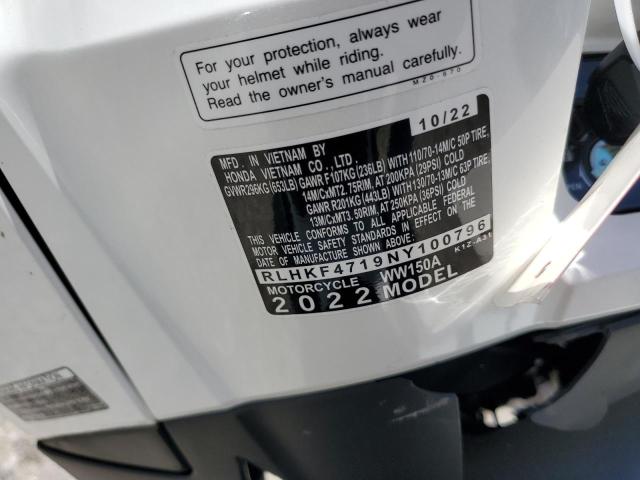 For your protection, always wear
your helmet while riding.
Read the owner's manual carefully.
MZ0-670
10/22
MFD. IN VIETNAM BY
HONDA VIETNAM CO., LTD.
GVWR296KG (653LB) GAWR F107KG (236LB) WITH 110/70-14M/C 50P TIRE,
14M/CxMT2. 75RIM, AT 200KPA (29PSI) COLD
GAWR R201KG (443LB) WITH 130/70-13M/C 63P TIRE,
13M/CxMT3. 50RIM, AT 250KPA (36PSI) COLD
THIS VEHICLE CONFORMS TO ALL APPLICABLE FEDERAL
MOTOR VEHICLE SAFETY STANDARDS IN EFFECT ON THE
DATE OF MANUFACTURE SHOWN ABOVE.
K1Z-A31
RLHKF4719NY100796
MOTORCYCLE WW150A
2022 MODEL